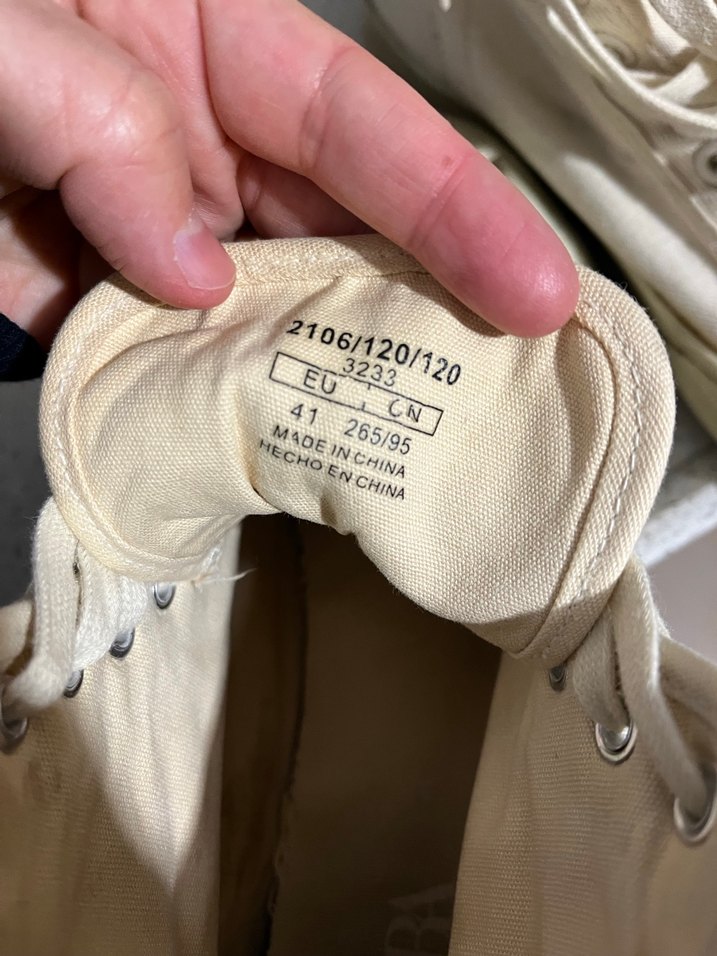 2106/120/120
3233
EU CN
41 265/95
MADE IN CHINA
HECHO EN CHINA